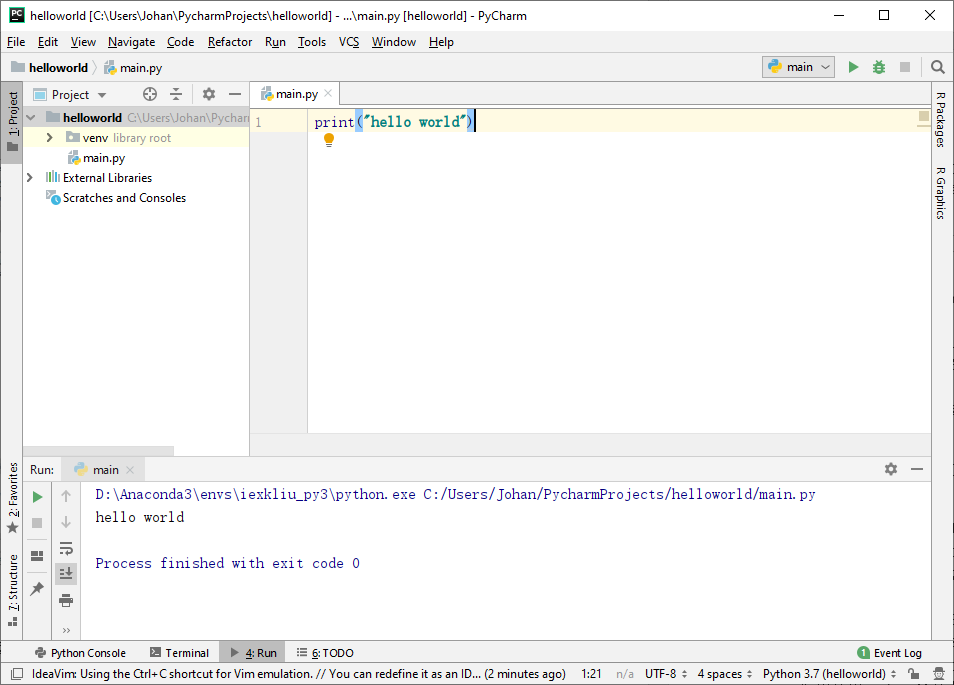 PC helloworld [C:\Users\Johan\PycharmProjects\helloworld] - ...\main.py [helloworld] - PyCharm
File Edit View Navigate Code Refactor Run Tools VCS Window Help
helloworld main.py main
Project
main.py
1: Project
helloworld C:\Users\Johan\Pychar
venv library root
main.py
External Libraries
Scratches and Consoles
1 print("hello world")
R Packages
R Graphics
Run: main
D:\Anaconda3\envs\iexkliu_py3\python.exe C:/Users/Johan/PycharmProjects/helloworld/main.py
hello world
Process finished with exit code 0
2: Favorites
7: Structure
»
Python Console Terminal 4: Run 6: TODO 1 Event Log
IdeaVim: Using the Ctrl+C shortcut for Vim emulation. // You can redefine it as an ID... (2 minutes ago) 1:21 n/a UTF-8 4 spaces Python 3.7 (helloworld)